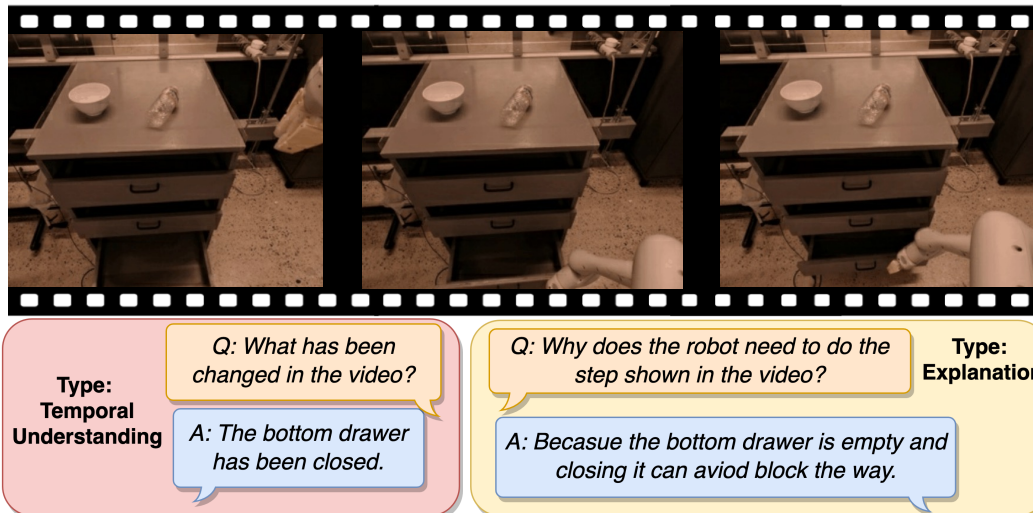 Type:
Temporal
Understanding
Q: What has been
changed in the video?
A: The bottom drawer
has been closed.
Q: Why does the robot need to do the
step shown in the video?
Type:
Explanation
A: Becasue the bottom drawer is empty and
closing it can aviod block the way.